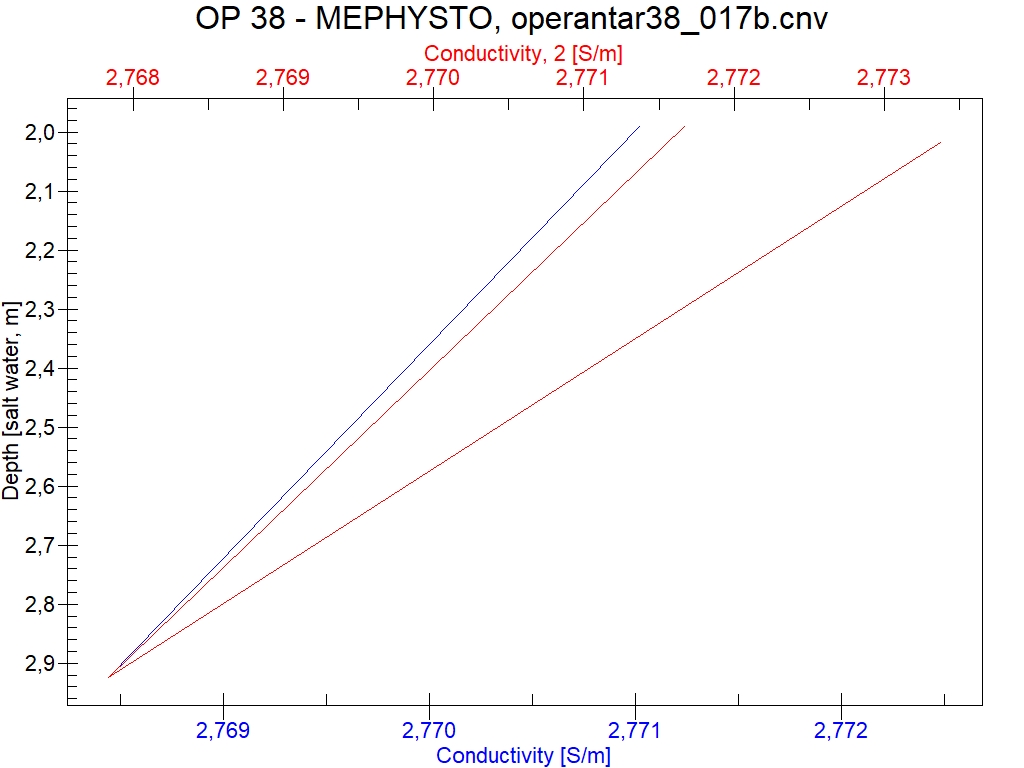 OP 38 - MEPHYSTO, operantar38_017b.cnv
Conductivity, 2 [S/m]
2,768 2,769 2,770 2,771 2,772 2,773
Depth [salt water, m]
2,0
2,1
2,2
2,3
2,4
2,5
2,6
2,7
2,8
2,9
2,769 2,770 2,771 2,772
Conductivity [S/m]